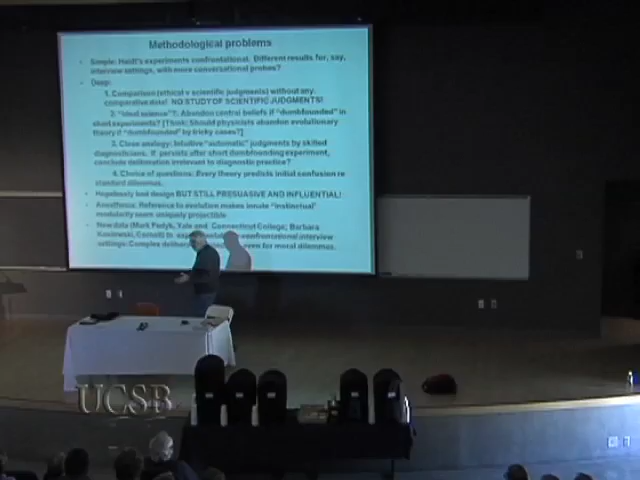 Methodological problems
Simple: Haidt's experiments confrontational. Different results for, say,
interview settings, with more conversational probes?
Deep:
1. Comparison (ethical v scientific judgments) without any
comparative data! NO STUDY OF SCIENTIFIC JUDGMENTS!
2. "Ideal science"?: Abandon central beliefs if "dumbfounded" in
short experiments? [Think: Should physicists abandon evolutionary
theory if "dumbfounded" by tricky cases?]
3. Close analogy: Intuitive "automatic" judgments by skilled
diagnosticians. If persists after short dumbfounding experiment,
conclude deliberation irrelevant to diagnostic practice?
4. Choice of questions: Every theory predicts initial confusion re
standard dilemmas.
Hopelessly bad design BUT STILL PERSUASIVE AND INFLUENTIAL!
Reference to evolution makes innate "instinctual"
modularity seem uniquely projectible
New data (Mark Yale and Connecticut College; Barbara
Koslowski, Cornell) confrontational interview
settings: Complex even for moral dilemmas.
UCSB